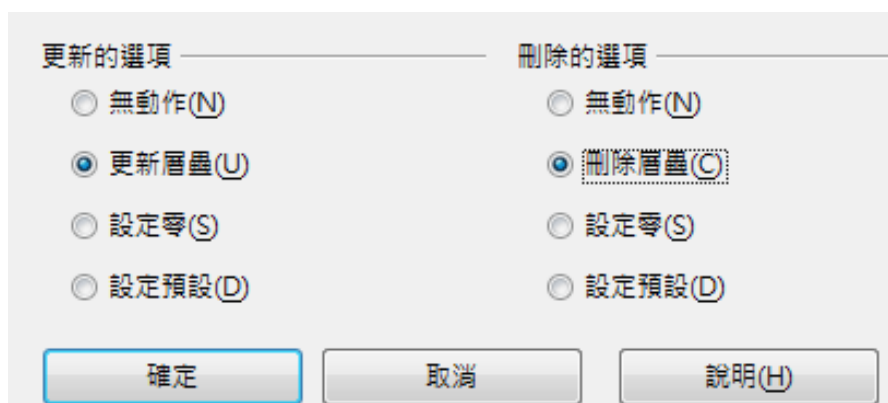 更新的選項
無動作(N)
更新層疊(U)
設定零(S)
設定預設(D)
刪除的選項
無動作(N)
刪除層疊(C)
設定零(S)
設定預設(D)
確定
取消
說明(H)